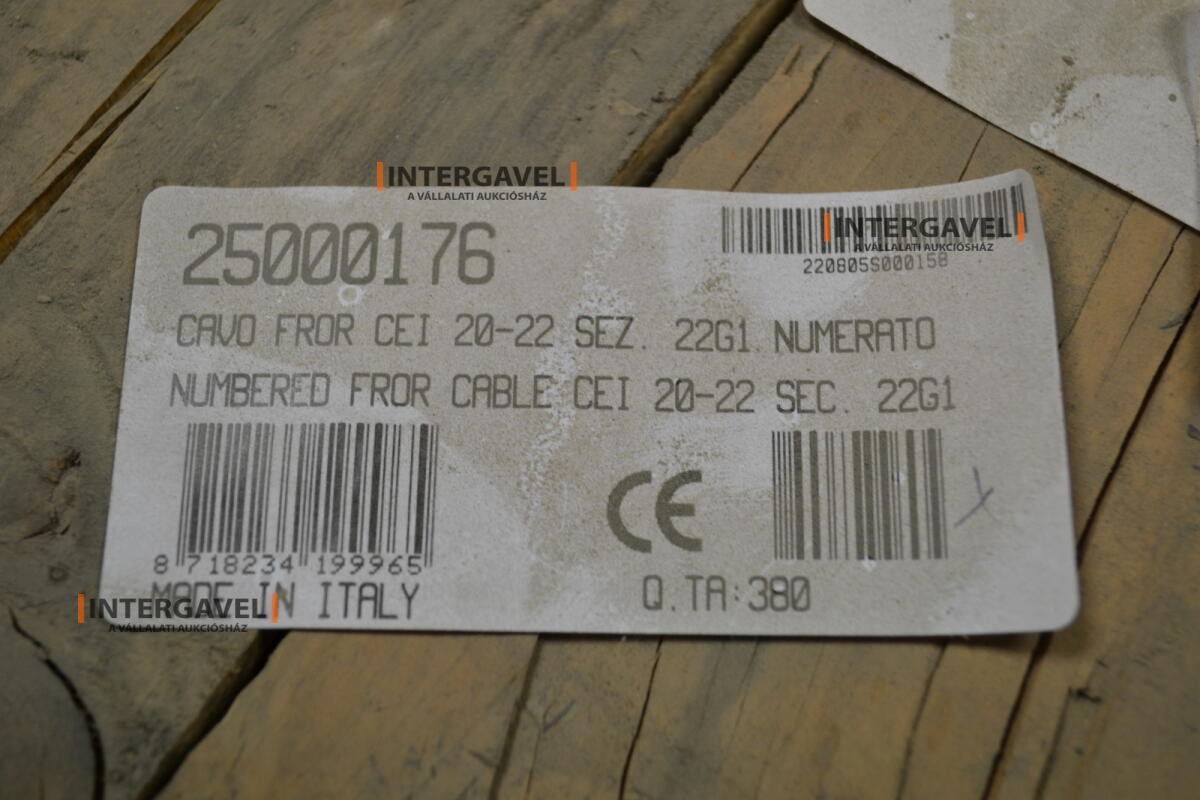 INTERGAVEL
A VÁLLALATI AUKCIÓSHÁZ
25000176
INTERGAVEL
A VÁLLALATI AUKCIÓSHÁZ
220805S000158
CAVO FROR CEI 20-22 SEZ. 22G1 NUMERATO
NUMBERED FROR CABLE CEI 20-22 SEC. 22G1
CE
8 718234 199965
MADE IN ITALY
Q.TA:380
INTERGAVEL
A VÁLLALATI AUKCIÓSHÁZ